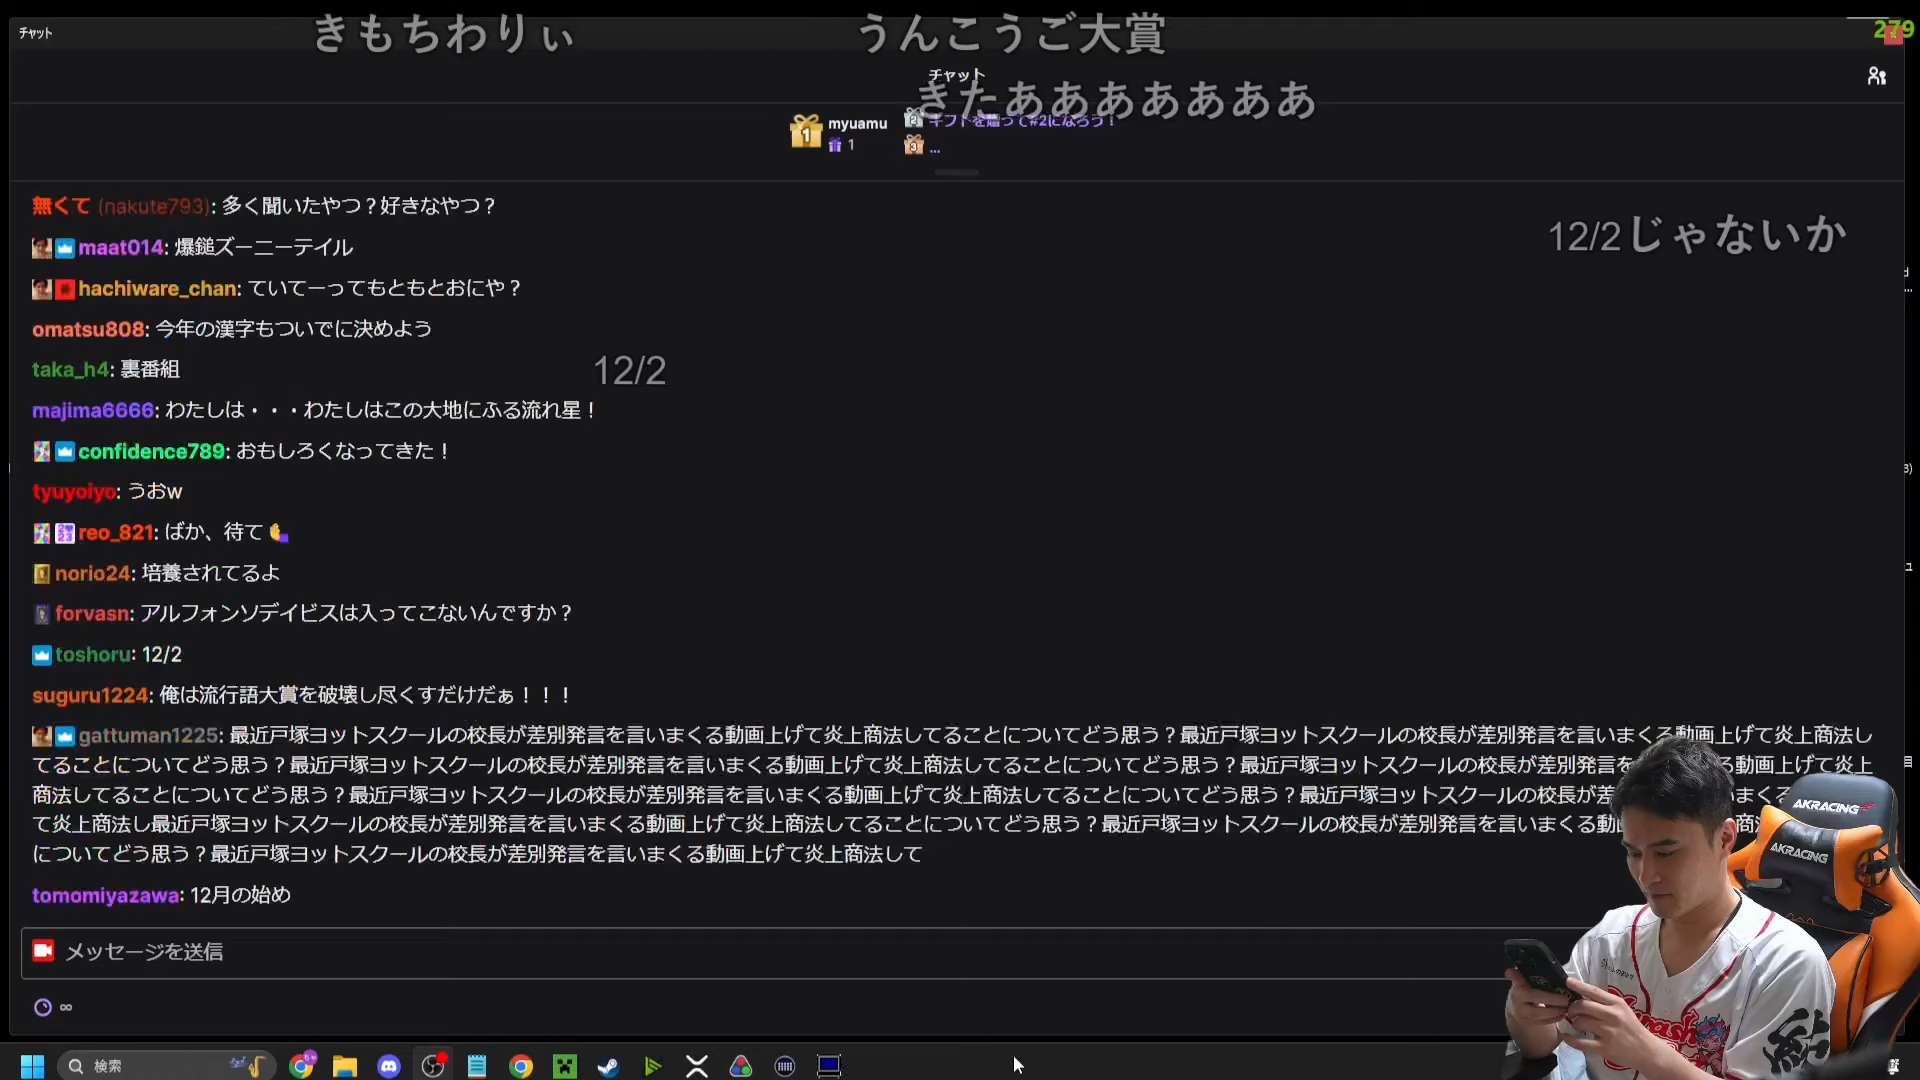 きもちわりぃ
うんこうご大賞
279
チャット
チャット
きたあああああああ
myuamu
1
1
2 ギフトを贈って#2になろう！
3 ...
無くて (nakute793): 多く聞いたやつ？好きなやつ？
12/2じゃないか
maat014: 爆鎚ズーニーテイル
hachiware_chan: ていてーってもともとおにや？
omatsu808: 今年の漢字もついでに決めよう
taka_h4: 裏番組
12/2
majima6666: わたしは・・・わたしはこの大地にふる流れ星！
confidence789: おもしろくなってきた！
tyuyoiyo: うおw
reo_821: ばか、待て
norio24: 培養されてるよ
forvasn: アルフォンソデイビスは入ってこないんですか？
toshoru: 12/2
suguru1224: 俺は流行語大賞を破壊し尽くすだけだぁ！！！
gattuman1225: 最近戸塚ヨットスクールの校長が差別発言を言いまくる動画上げて炎上商法してることについてどう思う？最近戸塚ヨットスクールの校長が差別発言を言いまくる動画上げて炎上商法し
てることについてどう思う？最近戸塚ヨットスクールの校長が差別発言を言いまくる動画上げて炎上商法してることについてどう思う？最近戸塚ヨットスクールの校長が差別発言を る動画上げて炎上
商法してることについてどう思う？最近戸塚ヨットスクールの校長が差別発言を言いまくる動画上げて炎上商法してることについてどう思う？最近戸塚ヨットスクールの校長が差 まくる
て炎上商法し最近戸塚ヨットスクールの校長が差別発言を言いまくる動画上げて炎上商法してることについてどう思う？最近戸塚ヨットスクールの校長が差別発言を言いまくる動 商法
についてどう思う？最近戸塚ヨットスクールの校長が差別発言を言いまくる動画上げて炎上商法して
tomomiyazawa: 12月の始め
メッセージを送信
∞
AKRACING
AKRACING
検索